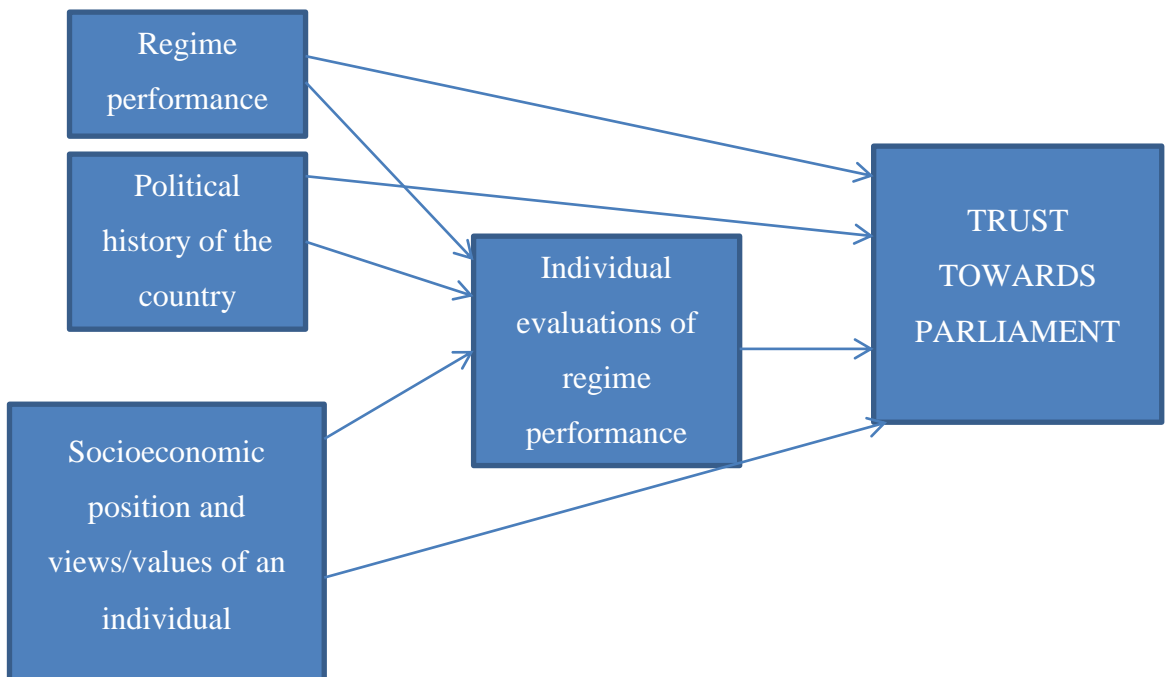 Regime
performance
Political
history of the
country
Socioeconomic
position and
views/values of an
individual
Individual
evaluations of
regime
performance
TRUST
TOWARDS
PARLIAMENT